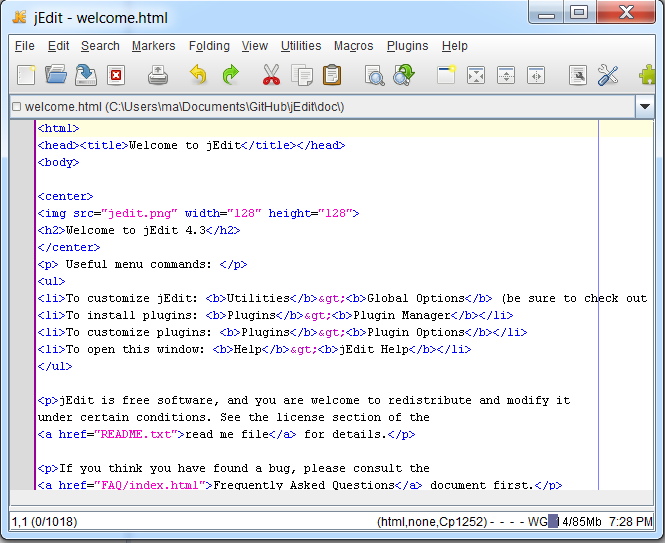 jEdit - welcome.html
File Edit Search Markers Folding View Utilities Macros Plugins Help
welcome.html (C:\Users\ma\Documents\GitHub\jEdit\doc\)
<html>
<head><title>Welcome to jEdit</title></head>
<body>
<center>
<img src="jedit.png" width="128" height="128">
<h2>Welcome to jEdit 4.3</h2>
</center>
<p> Useful menu commands: </p>
<ul>
<li>To customize jEdit: <b>Utilities</b>&gt;<b>Global Options</b> (be sure to check out
<li>To install plugins: <b>Plugins</b>&gt;<b>Plugin Manager</b></li>
<li>To customize plugins: <b>Plugins</b>&gt;<b>Plugin Options</b></li>
<li>To open this window: <b>Help</b>&gt;<b>jEdit Help</b></li>
</ul>
<p>jEdit is free software, and you are welcome to redistribute and modify it
under certain conditions. See the license section of the
<a href="README.txt">read me file</a> for details.</p>
<p>If you think you have found a bug, please consult the
<a href="FAQ/index.html">Frequently Asked Questions</a> document first.</p>
1,1 (0/1018) (html,none,Cp1252) - - - - WG 14/85Mb 7:28 PM